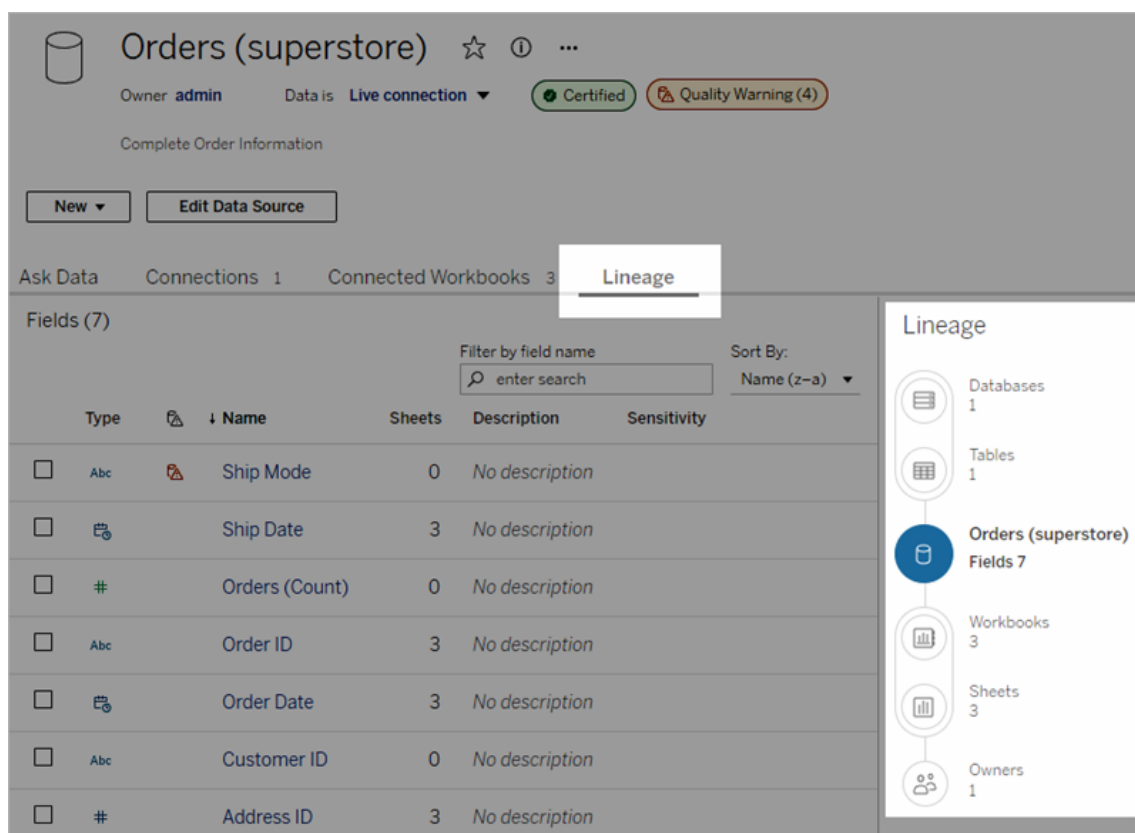 Orders (superstore)
Owner admin Data is Live connection Certified Quality Warning (4)
Complete Order Information
New Edit Data Source
Ask Data Connections 1 Connected Workbooks 3 Lineage
Fields (7)
Filter by field name Sort By:
enter search Name (z–a)
Type ↓ Name Sheets Description Sensitivity
Abc Ship Mode 0 No description
Ship Date 3 No description
# Orders (Count) 0 No description
Abc Order ID 3 No description
Order Date 3 No description
Abc Customer ID 0 No description
# Address ID 3 No description
Lineage
Databases
1
Tables
1
Orders (superstore)
Fields 7
Workbooks
3
Sheets
3
Owners
1